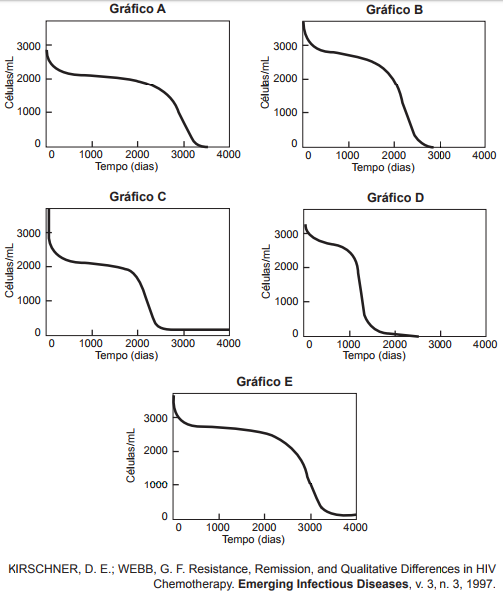 Gráfico A
Gráfico B
Células/mL
3000
2000
1000
0
0 1000 2000 3000 4000
Tempo (dias)
Células/mL
3000
2000
1000
0
0 1000 2000 3000 4000
Tempo (dias)
Gráfico C
Gráfico D
Células/mL
3000
2000
1000
0
0 1000 2000 3000 4000
Tempo (dias)
Células/mL
3000
2000
1000
0
0 1000 2000 3000 4000
Tempo (dias)
Gráfico E
Células/mL
3000
2000
1000
0
0 1000 2000 3000 4000
Tempo (dias)
KIRSCHNER, D. E.; WEBB, G. F. Resistance, Remission, and Qualitative Differences in HIV
Chemotherapy. Emerging Infectious Diseases, v. 3, n. 3, 1997.